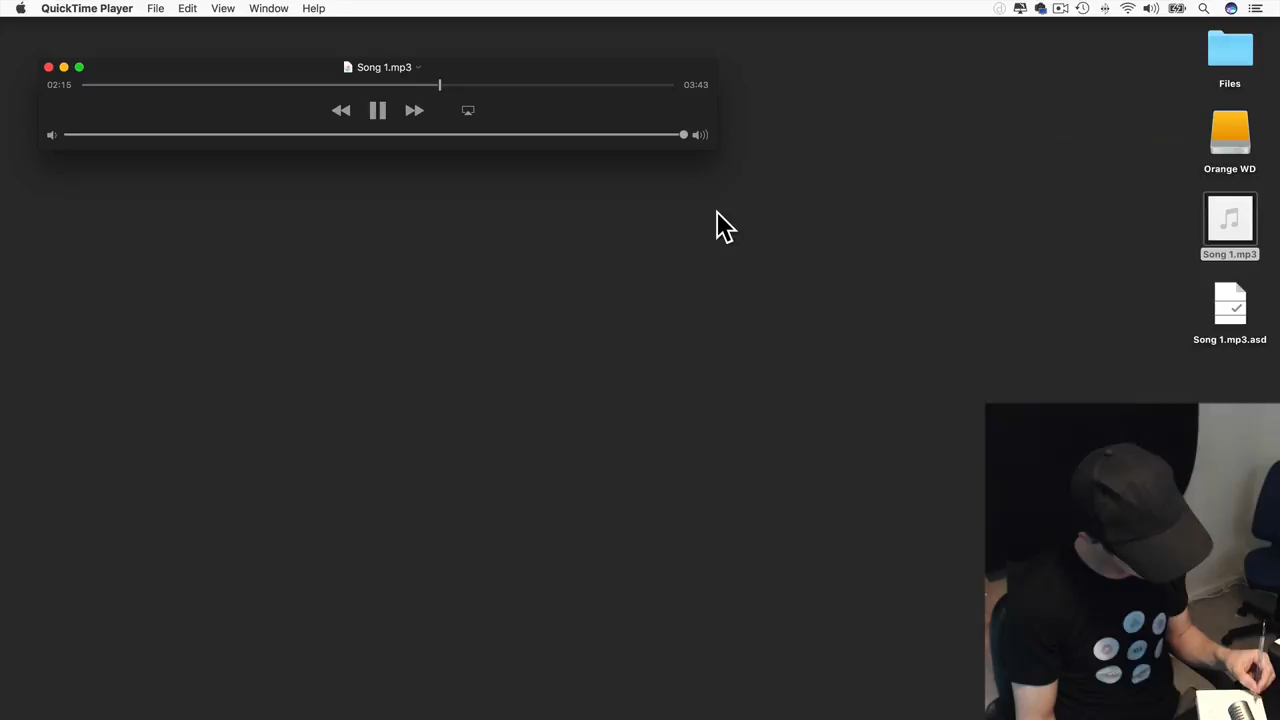 QuickTime Player File Edit View Window Help
Song 1.mp3
02:15 03:43
Files
Orange WD
Song 1.mp3
Song 1.mp3.asd